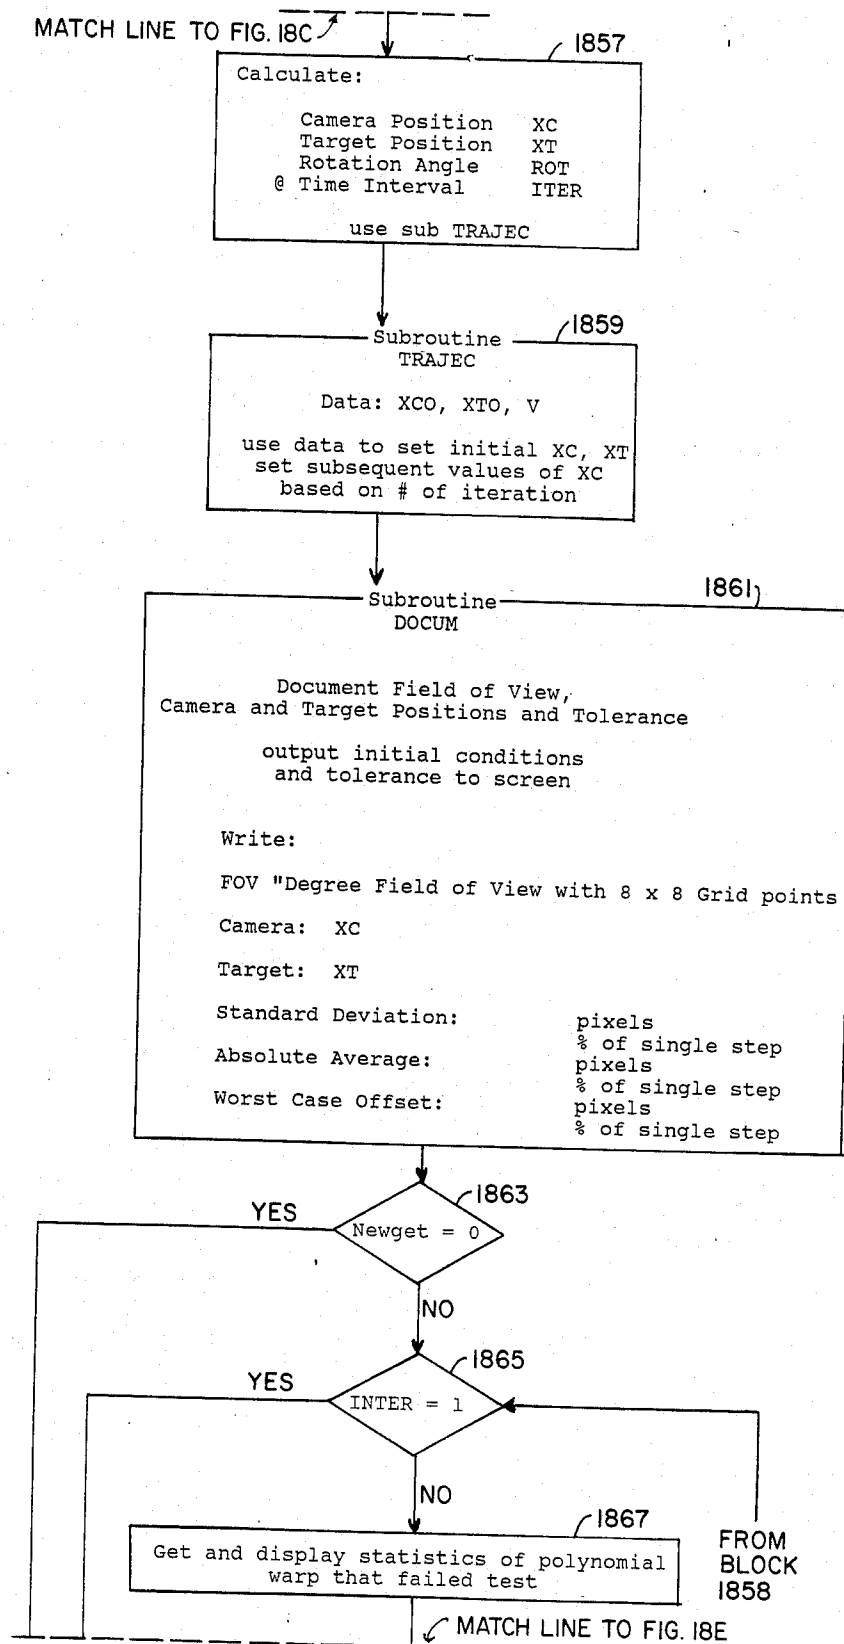 MATCH LINE TO FIG. 18C
1857
Calculate:
Camera Position XC
Target Position XT
Rotation Angle ROT
@ Time Interval ITER
use sub TRAJEC
1859
Subroutine
TRAJEC
Data: XCO, XTO, V
use data to set initial XC, XT
set subsequent values of XC
based on # of iteration
1861
Subroutine
DOCUM
Document Field of View,
Camera and Target Positions and Tolerance
output initial conditions
and tolerance to screen
Write:
FOV "Degree Field of View with 8 x 8 Grid points
Camera: XC
Target: XT
Standard Deviation: pixels
% of single step
Absolute Average: pixels
% of single step
Worst Case Offset: pixels
% of single step
1863
YES
Newget = 0
NO
1865
YES
INTER = 1
NO
1867
Get and display statistics of polynomial
warp that failed test
FROM
BLOCK
1858
MATCH LINE TO FIG. 18E